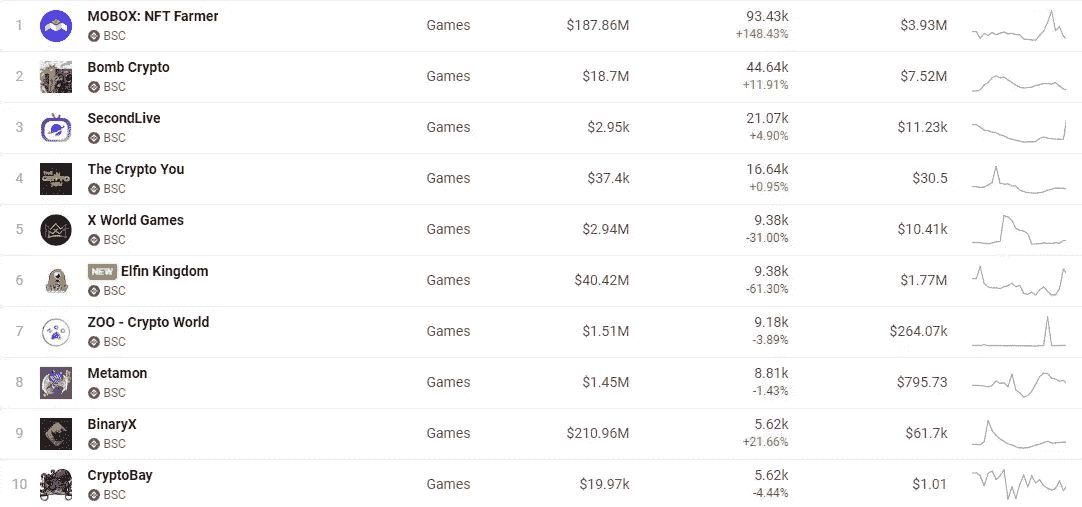 1 MOBOX: NFT Farmer Games $187.86M 93.43k $3.93M
BSC +148.43%
2 Bomb Crypto Games $18.7M 44.64k $7.52M
BSC +11.91%
3 SecondLive Games $2.95k 21.07k $11.23k
BSC +4.90%
4 The Crypto You Games $37.4k 16.64k $30.5
BSC +0.95%
5 X World Games Games $2.94M 9.38k $10.41k
BSC -31.00%
6 NEW Elfin Kingdom Games $40.42M 9.38k $1.77M
BSC -61.30%
7 ZOO - Crypto World Games $1.51M 9.18k $264.07k
BSC -3.89%
8 Metamon Games $1.45M 8.81k $795.73
BSC -1.43%
9 BinaryX Games $210.96M 5.62k $61.7k
BSC +21.66%
10 CryptoBay Games $19.97k 5.62k $1.01
BSC -4.44%